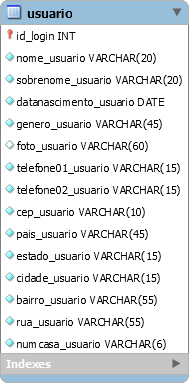 usuario
id_login INT
nome_usuario VARCHAR(20)
sobrenome_usuario VARCHAR(20)
datanascimento_usuario DATE
genero_usuario VARCHAR(45)
foto_usuario VARCHAR(60)
telefone01_usuario VARCHAR(15)
telefone02_usuario VARCHAR(15)
cep_usuario VARCHAR(10)
pais_usuario VARCHAR(45)
estado_usuario VARCHAR(15)
cidade_usuario VARCHAR(15)
bairro_usuario VARCHAR(55)
rua_usuario VARCHAR(55)
numcasa_usuario VARCHAR(6)
Indexes